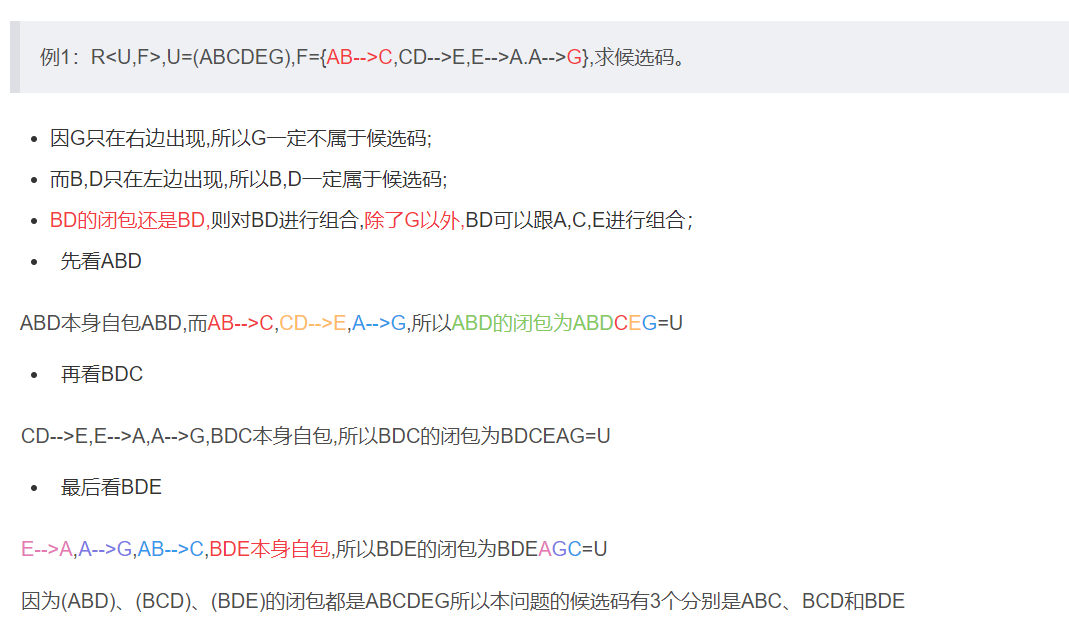 例1：R<U,F>,U=(ABCDEG),F={AB-->C,CD-->E,E-->A.A-->G},求候选码。
因G只在右边出现,所以G一定不属于候选码;
而B,D只在左边出现,所以B,D一定属于候选码;
BD的闭包还是BD,则对BD进行组合,除了G以外,BD可以跟A,C,E进行组合；
先看ABD
ABD本身自包ABD,而AB-->C,CD-->E,A-->G,所以ABD的闭包为ABDCEG=U
再看BDC
CD-->E,E-->A,A-->G,BDC本身自包,所以BDC的闭包为BDCEAG=U
最后看BDE
E-->A,A-->G,AB-->C,BDE本身自包,所以BDE的闭包为BDEAGC=U
因为(ABD)、(BCD)、(BDE)的闭包都是ABCDEG所以本问题的候选码有3个分别是ABC、BCD和BDE